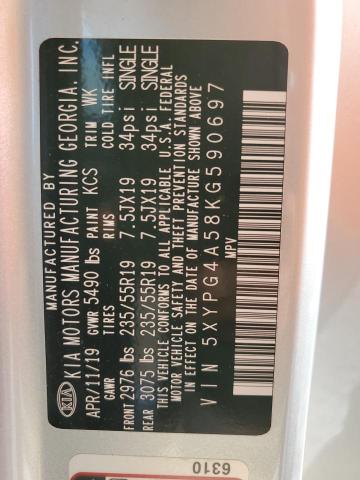 MANUFACTURED BY
KIA KIA MOTORS MANUFACTURING GEORGIA, INC.
APR/11/19 GVWR 5490 lbs PAINT KCS TRIM WK
GAWR TIRES RIMS COLD TIRE INFL
FRONT 2976 lbs 235/55R19 7.5JX19 34psi SINGLE
REAR 3075 lbs 235/55R19 7.5JX19 34psi SINGLE
THIS VEHICLE CONFORMS TO ALL APPLICABLE U.S.A. FEDERAL
MOTOR VEHICLE SAFETY AND THEFT PREVENTION STANDARDS
IN EFFECT ON THE DATE OF MANUFACTURE SHOWN ABOVE
VIN 5XYPG4A58KG590697
MPV
6310